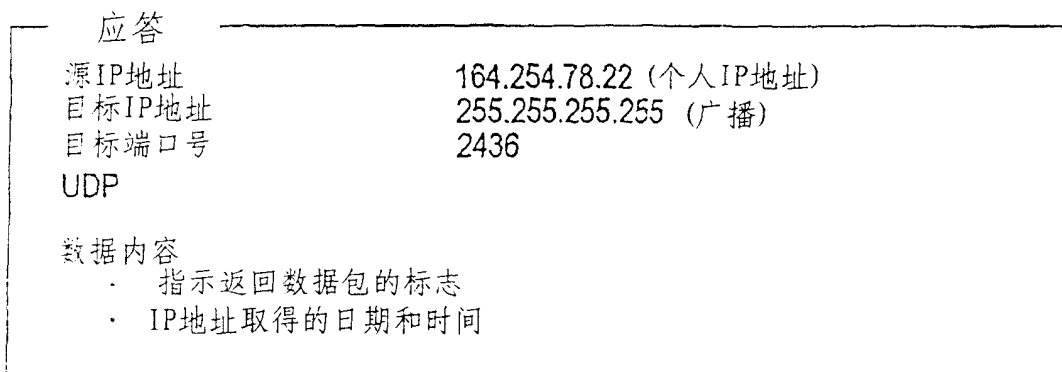 应答
源IP地址 164.254.78.22 (个人IP地址)
目标IP地址 255.255.255.255 (广播)
目标端口号 2436
UDP
数据内容
· 指示返回数据包的标志
· IP地址取得的日期和时间